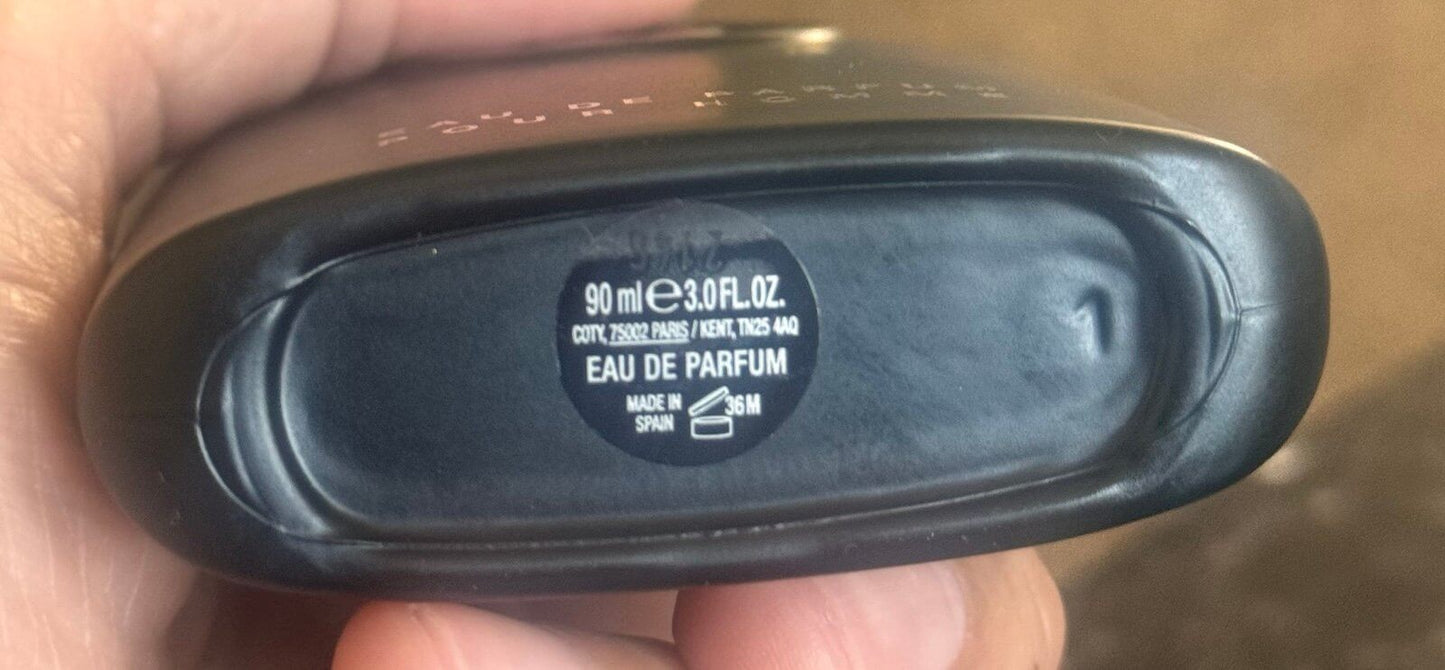 EAU DE PARFUM
POUR HOMME
90 ml e 3.0 FL.OZ.
COTY, 75002 PARIS / KENT, TN25 4AQ
EAU DE PARFUM
MADE IN
SPAIN
36M